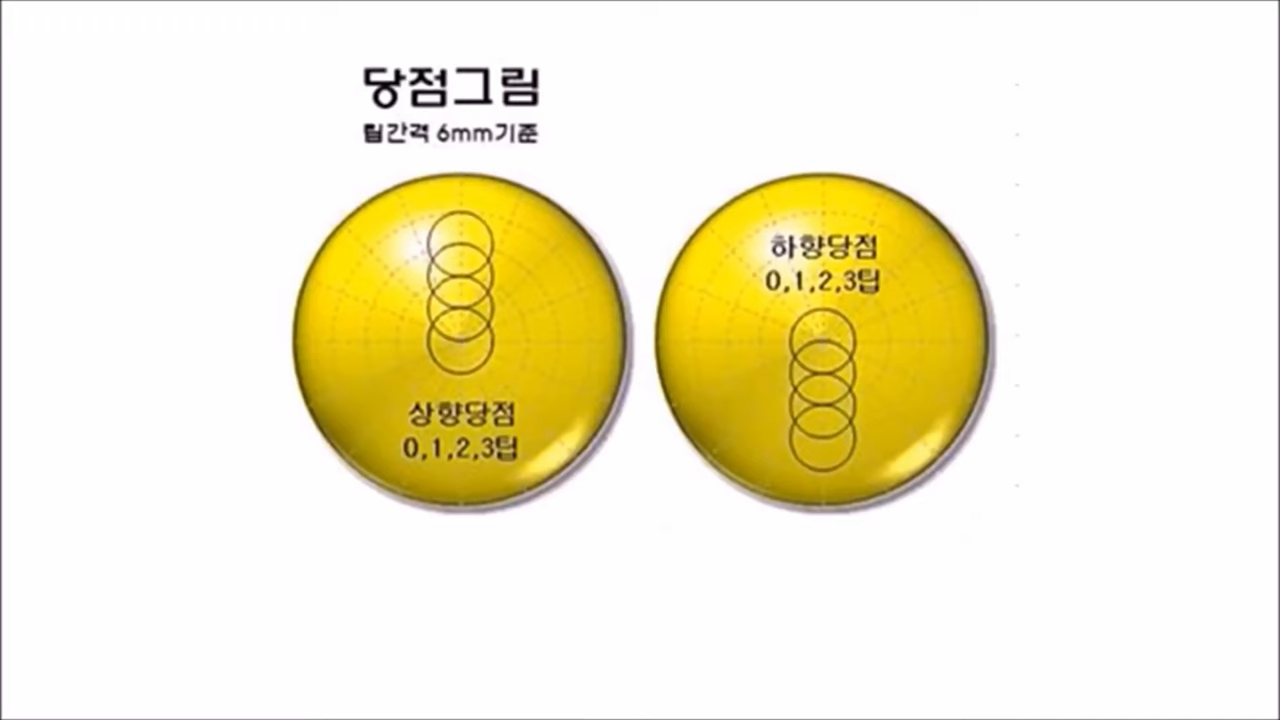 당점그림
팁간격 6mm기준
상향당점
0,1,2,3팁
하향당점
0,1,2,3팁